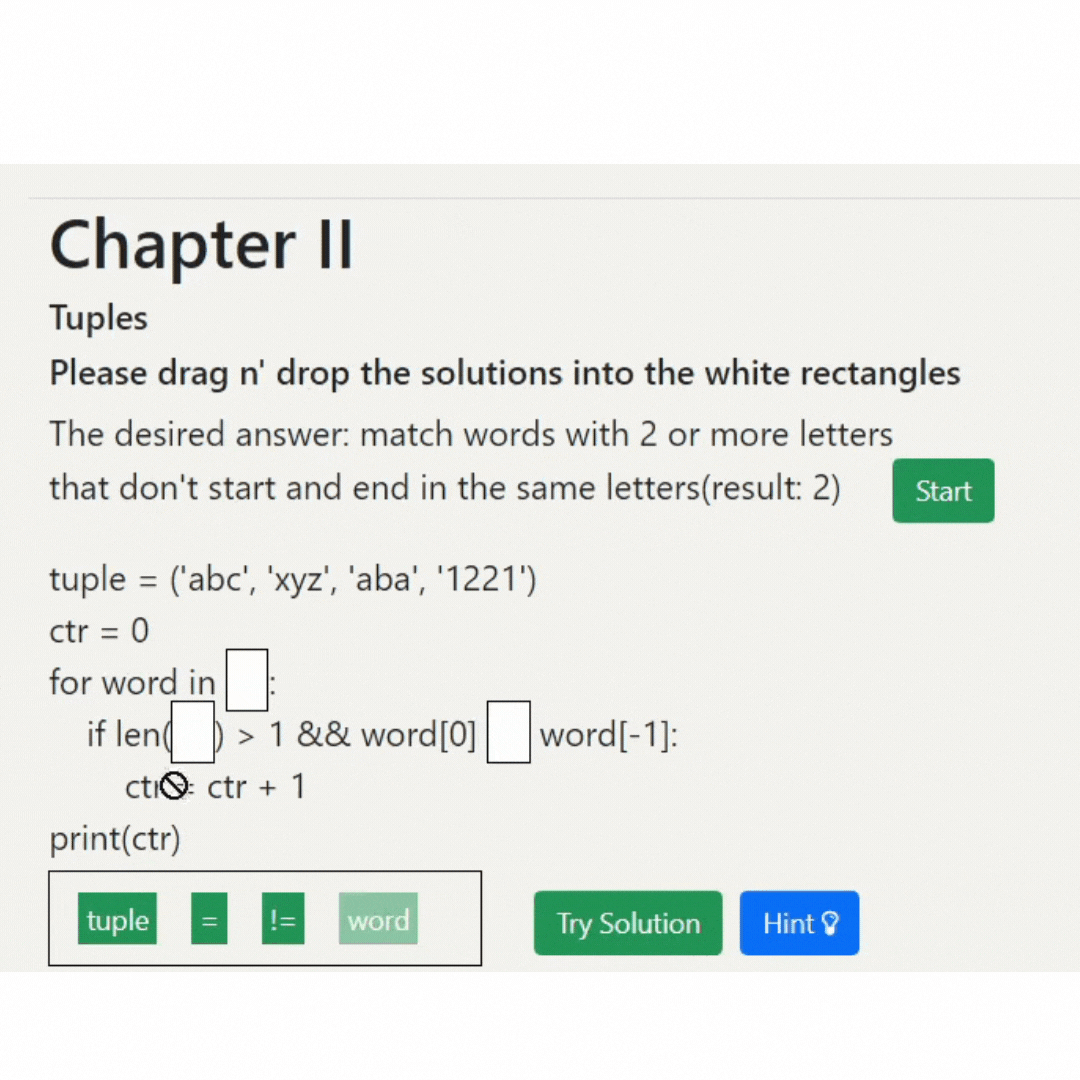 Chapter II
Tuples
Please drag n' drop the solutions into the white rectangles
The desired answer: match words with 2 or more letters
that don't start and end in the same letters(result: 2)
Start
tuple = ('abc', 'xyz', 'aba', '1221')
ctr = 0
for word in :
if len( ) > 1 && word[0] word[-1]:
ctr = ctr + 1
print(ctr)
tuple = != word
Try Solution Hint